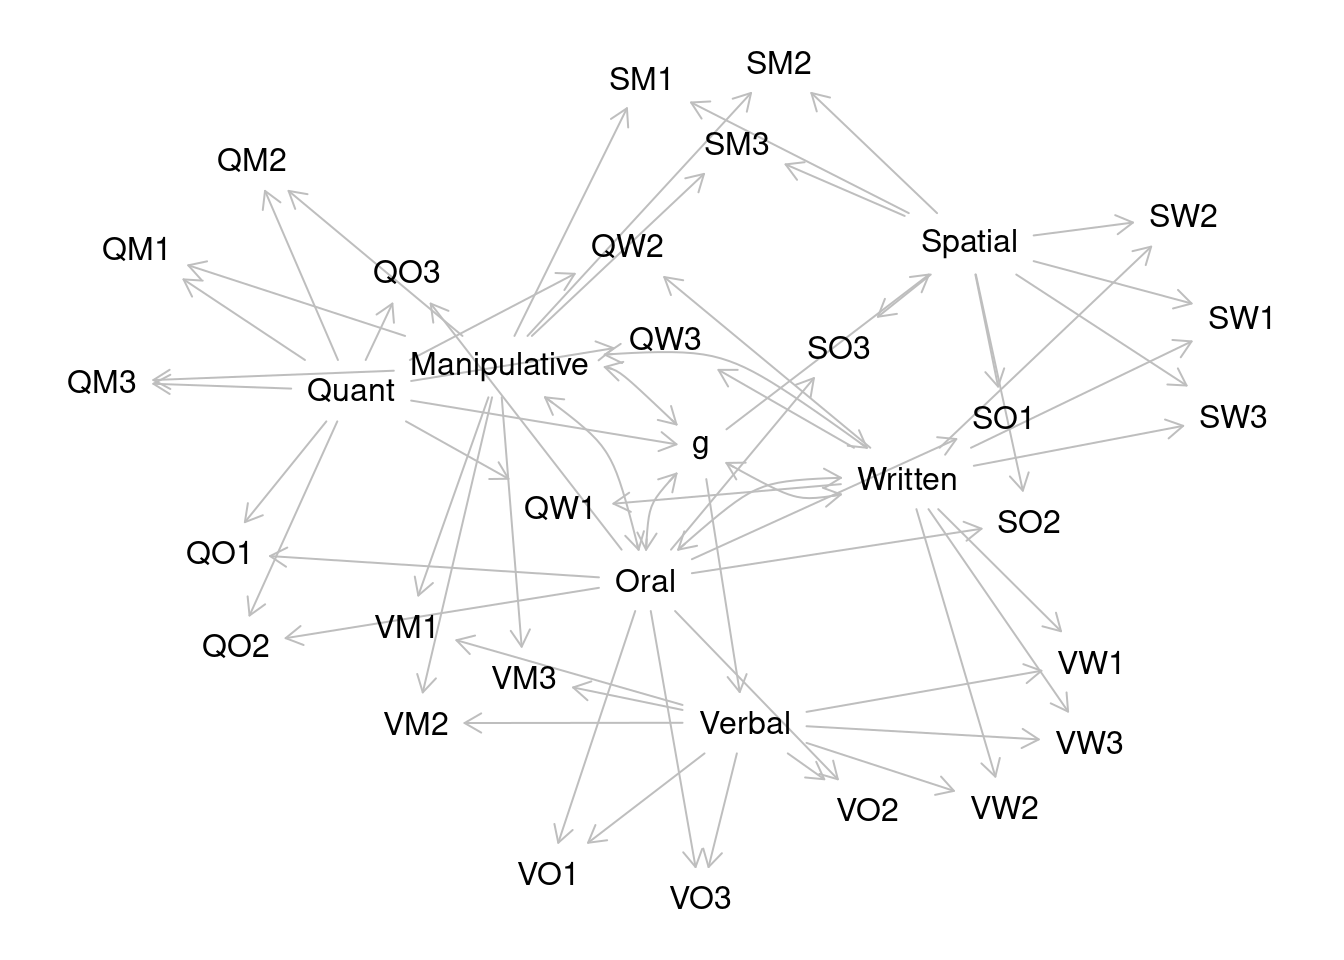 SM2
SM1
SM3
QM2
SW2
Spatial
QW2
QM1
QO3
SW1
QW3
SO3
Manipulative
QM3
Quant
SO1
SW3
g
Written
QW1
SO2
QO1
Oral
VM1
QO2
VW1
VM3
VM2
Verbal
VW3
VO2
VW2
VO1
VO3